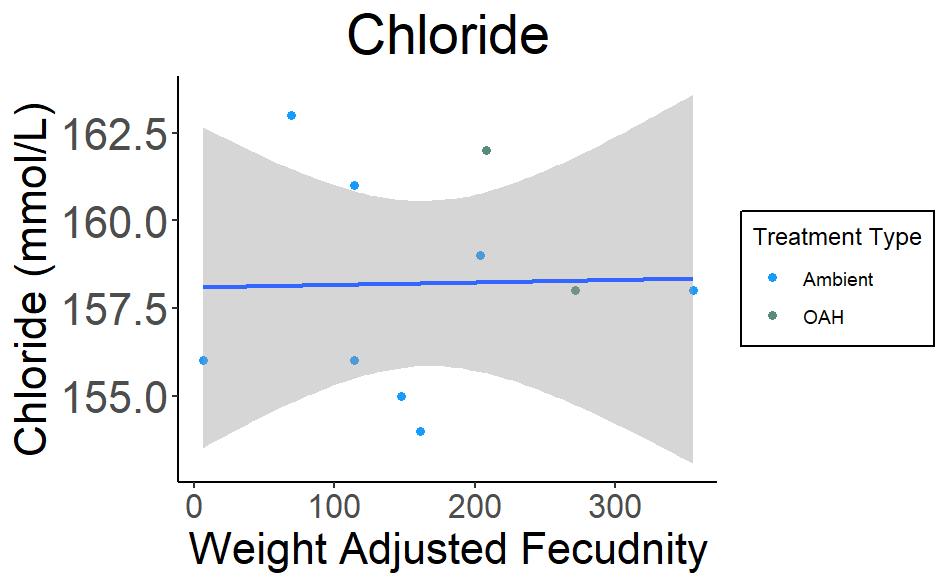 Chloride
Chloride (mmol/L)
162.5
160.0
157.5
155.0
0 100 200 300
Weight Adjusted Fecudnity
Treatment Type
Ambient
OAH